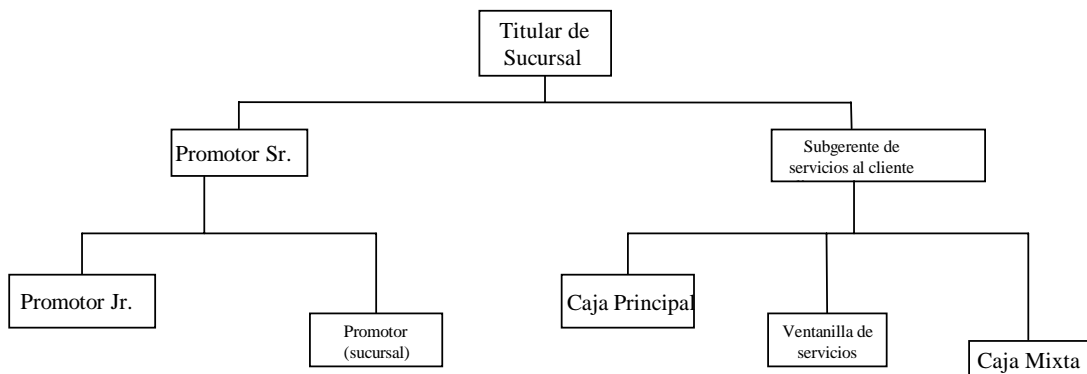 Titular de
Sucursal
Promotor Sr.
Subgerente de
servicios al cliente
Promotor Jr.
Promotor
(sucursal)
Caja Principal
Ventanilla de
servicios
Caja Mixta